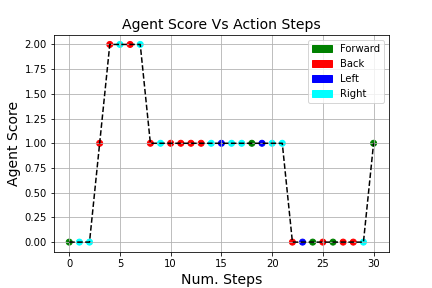 Agent Score Vs Action Steps
Forward
Back
Left
Right
Agent Score
2.00
1.75
1.50
1.25
1.00
0.75
0.50
0.25
0.00
0 5 10 15 20 25 30
Num. Steps